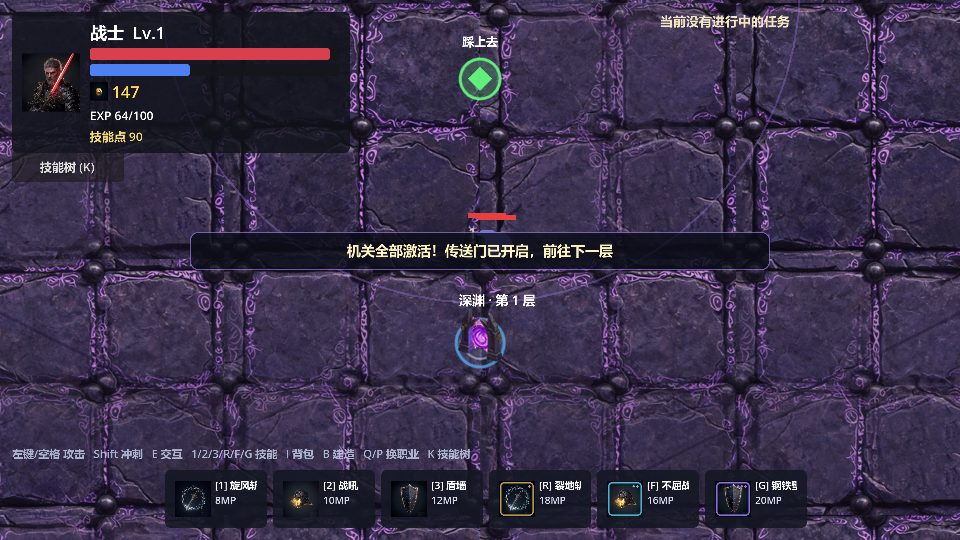 战士 Lv.1
147
EXP 64/100
技能点 90
技能树 (K)
当前没有进行中的任务
踩上去
机关全部激活！传送门已开启，前往下一层
深渊 · 第 1 层
左键/空格 攻击 Shift 冲刺 E 交互 1/2/3/R/F/G 技能 I 背包 B 建造 Q/P 换职业 K 技能树
[1] 旋风斩
8MP
[2] 战吼
10MP
[3] 盾墙
12MP
[R] 裂地斩
18MP
[F] 不屈战
16MP
[G] 钢铁
20MP